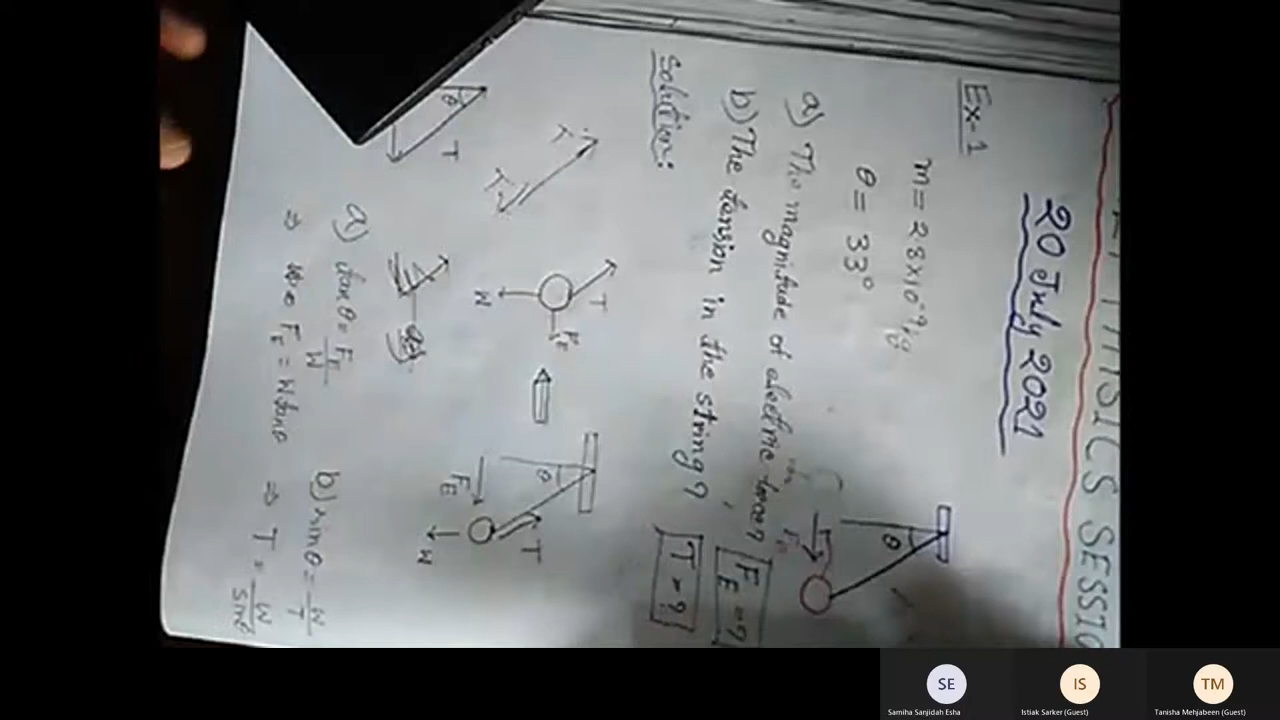 PHYSICS SESSIO
20 July 2021
Ex-1
m = 2.3×10⁻⁹ kg
θ = 33°
a) The magnitude of electric force?
F_E = ?
b) The tension in the string?
T = ?
θ
F_E
Solution:
T
T
T
F_E
W
θ
F_E
T
W
θ
T
a) tanθ = F_E/W
⇒ F_E = W tanθ
b) sinθ = W/T
⇒ T = W/sinθ
SE
IS
TM
Samiha Sanjidah Esha
Istiak Sarker (Guest)
Tanisha Mehjabeen (Guest)